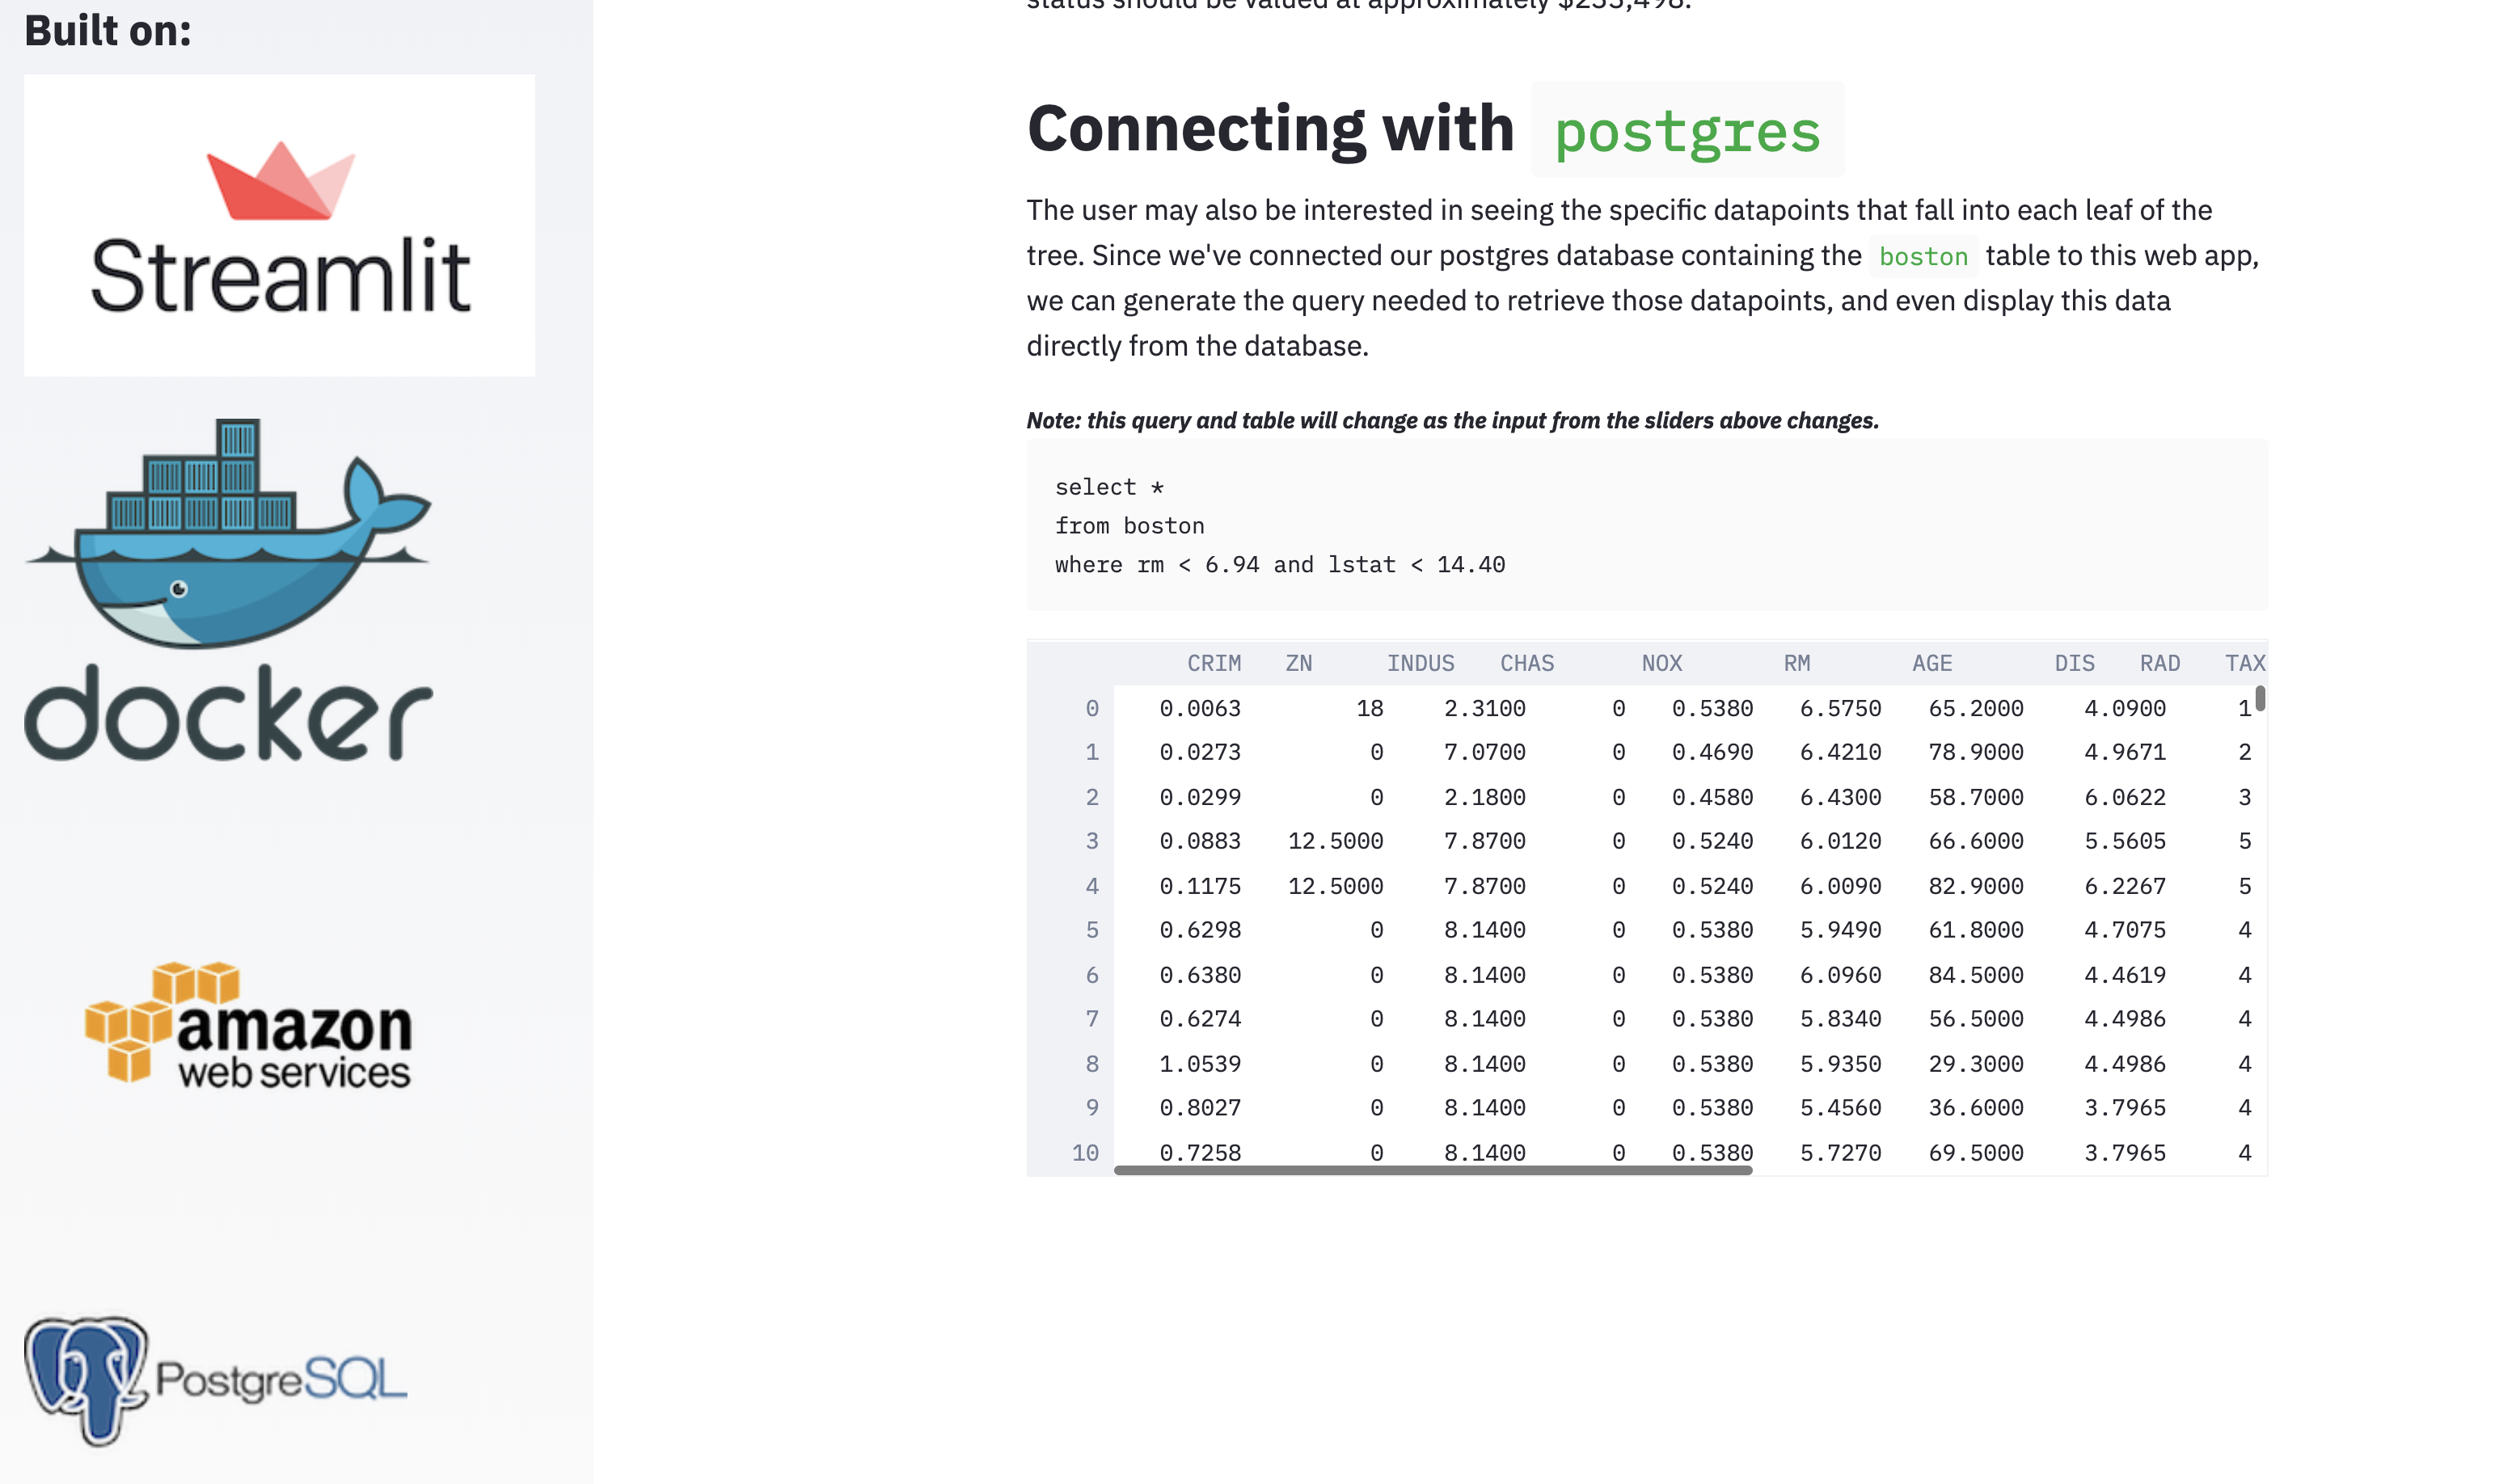 Built on:
Streamlit
docker
amazon
web services
PostgreSQL
status should be valued at approximately $235,498.
Connecting with postgres
The user may also be interested in seeing the specific datapoints that fall into each leaf of the
tree. Since we've connected our postgres database containing the boston table to this web app,
we can generate the query needed to retrieve those datapoints, and even display this data
directly from the database.
Note: this query and table will change as the input from the sliders above changes.
select *
from boston
where rm < 6.94 and lstat < 14.40
CRIM ZN INDUS CHAS NOX RM AGE DIS RAD TAX
0 0.0063 18 2.3100 0 0.5380 6.5750 65.2000 4.0900 1
1 0.0273 0 7.0700 0 0.4690 6.4210 78.9000 4.9671 2
2 0.0299 0 2.1800 0 0.4580 6.4300 58.7000 6.0622 3
3 0.0883 12.5000 7.8700 0 0.5240 6.0120 66.6000 5.5605 5
4 0.1175 12.5000 7.8700 0 0.5240 6.0090 82.9000 6.2267 5
5 0.6298 0 8.1400 0 0.5380 5.9490 61.8000 4.7075 4
6 0.6380 0 8.1400 0 0.5380 6.0960 84.5000 4.4619 4
7 0.6274 0 8.1400 0 0.5380 5.8340 56.5000 4.4986 4
8 1.0539 0 8.1400 0 0.5380 5.9350 29.3000 4.4986 4
9 0.8027 0 8.1400 0 0.5380 5.4560 36.6000 3.7965 4
10 0.7258 0 8.1400 0 0.5380 5.7270 69.5000 3.7965 4